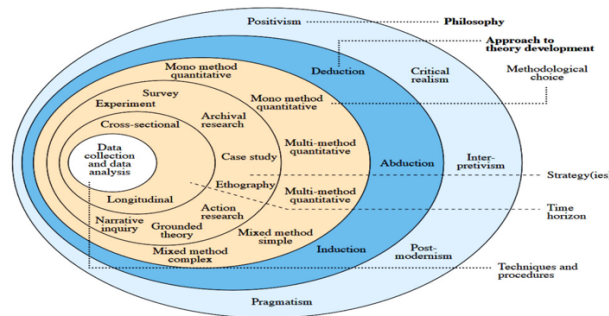 Positivism
Philosophy
Approach to
theory development
Mono method
quantitative
Deduction
Critical
realism
Methodological
choice
Survey
Experiment
Mono method
quantitative
Archival
research
Cross-sectional
Data
collection
and data
analysis
Case study
Multi-method
quantitative
Abduction
Inter-
pretivism
Strategy(ies)
Ethography
Longitudinal
Multi-method
quantitative
Action
research
Time
horizon
Narrative
inquiry
Grounded
theory
Mixed method
simple
Mixed method
complex
Induction
Post-
modernism
Techniques and
procedures
Pragmatism